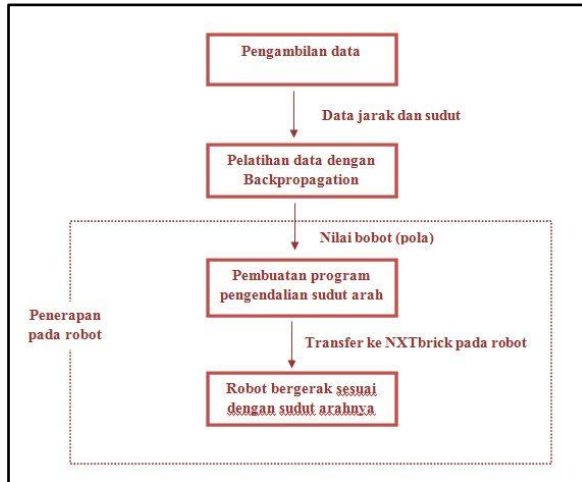 Pengambilan data
Data jarak dan sudut
Pelatihan data dengan
Backpropagation
Nilai bobot (pola)
Pembuatan program
pengendalian sudut arah
Penerapan
pada robot
Transfer ke NXTbrick pada robot
Robot bergerak sesuai
dengan sudut arahnya